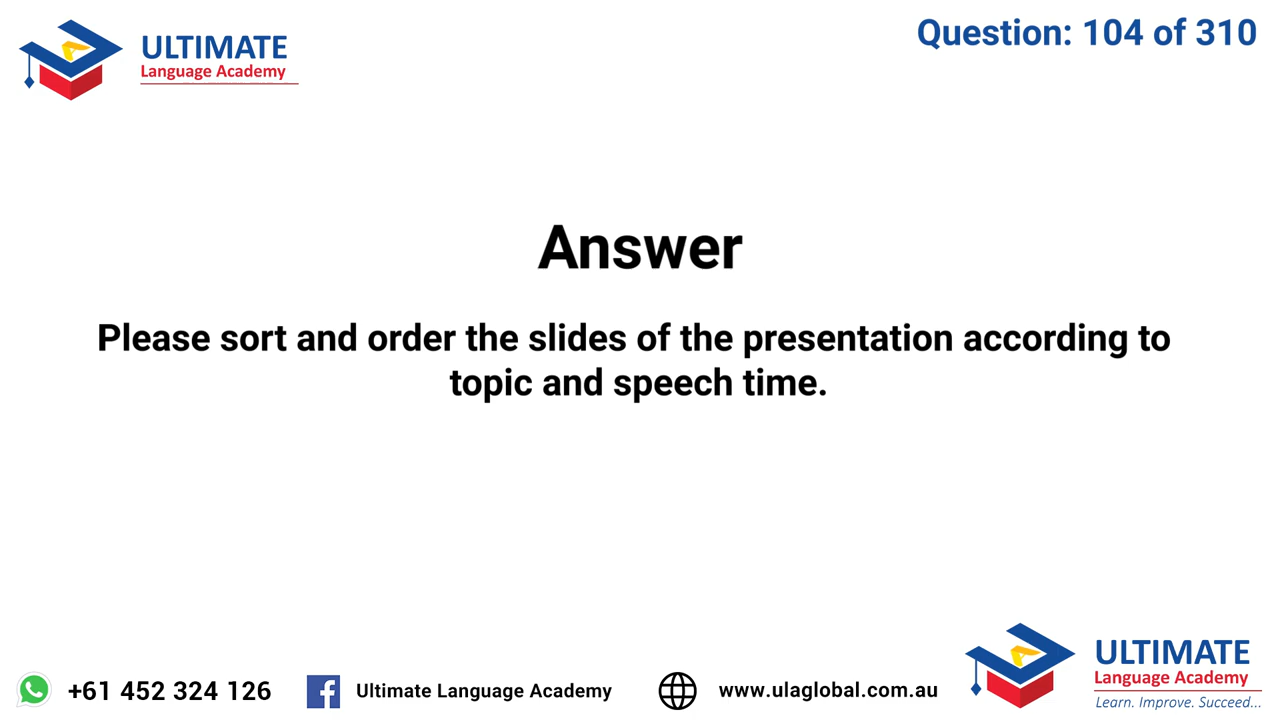 ULTIMATE
Language Academy
Question: 104 of 310
Answer
Please sort and order the slides of the presentation according to
topic and speech time.
+61 452 324 126
Ultimate Language Academy
www.ulaglobal.com.au
ULTIMATE
Language Academy
Learn. Improve. Succeed...